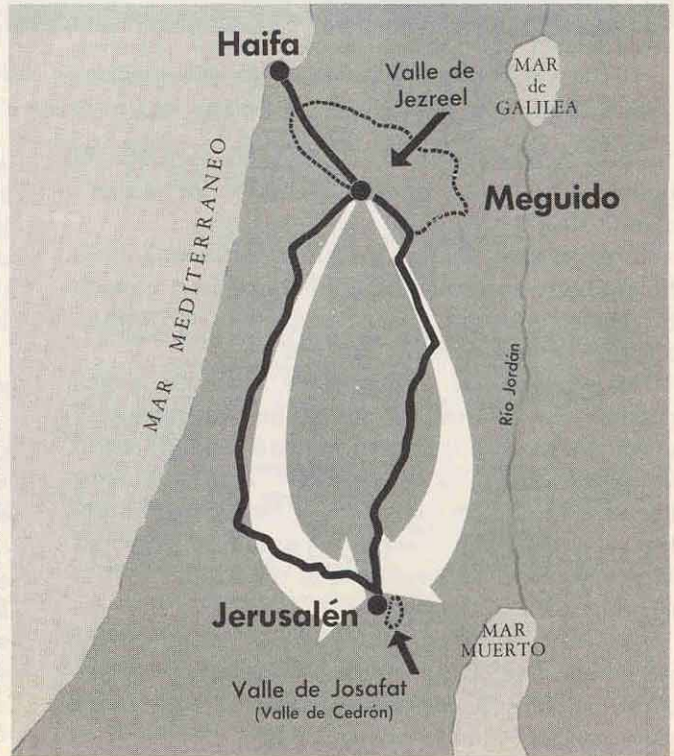 Haifa
Valle de
Jezreel
MAR
de
GALILEA
Meguido
MAR MEDITERRANEO
Río Jordán
Jerusalén
MAR
MUERTO
Valle de Josafat
(Valle de Cedrón)